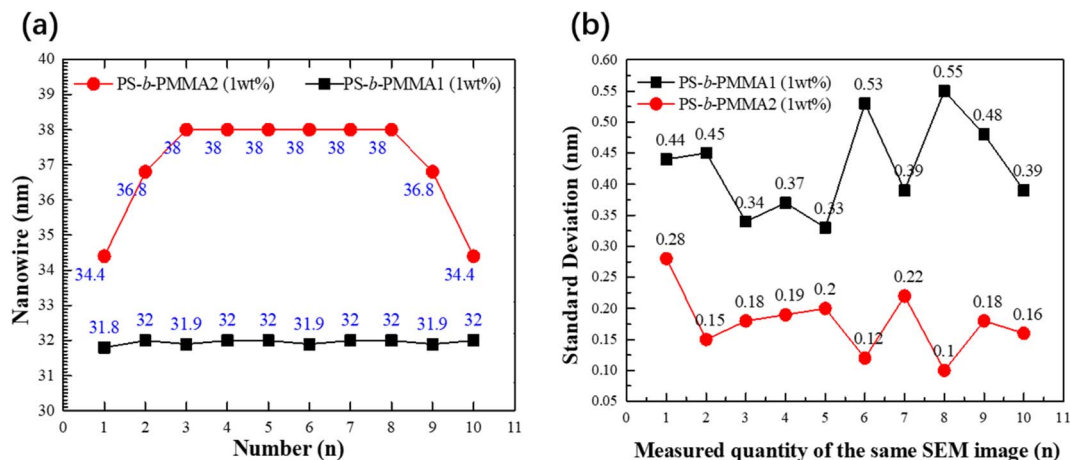 (a)
PS-b-PMMA2 (1wt%) PS-b-PMMA1 (1wt%)
Nanowire (nm)
40
39
38
37
36
35
34
33
32
31
30
34.4 36.8 38 38 38 38 38 38 36.8 34.4
31.8 32 31.9 32 32 31.9 32 32 31.9 32
0 1 2 3 4 5 6 7 8 9 10 11
Number (n)
(b)
PS-b-PMMA1 (1wt%)
PS-b-PMMA2 (1wt%)
Standard Deviation (nm)
0.60
0.55
0.50
0.45
0.40
0.35
0.30
0.25
0.20
0.15
0.10
0.05
0.44 0.45 0.34 0.37 0.33 0.53 0.39 0.55 0.48 0.39
0.28 0.15 0.18 0.19 0.2 0.12 0.22 0.1 0.18 0.16
0 1 2 3 4 5 6 7 8 9 10 11
Measured quantity of the same SEM image (n)